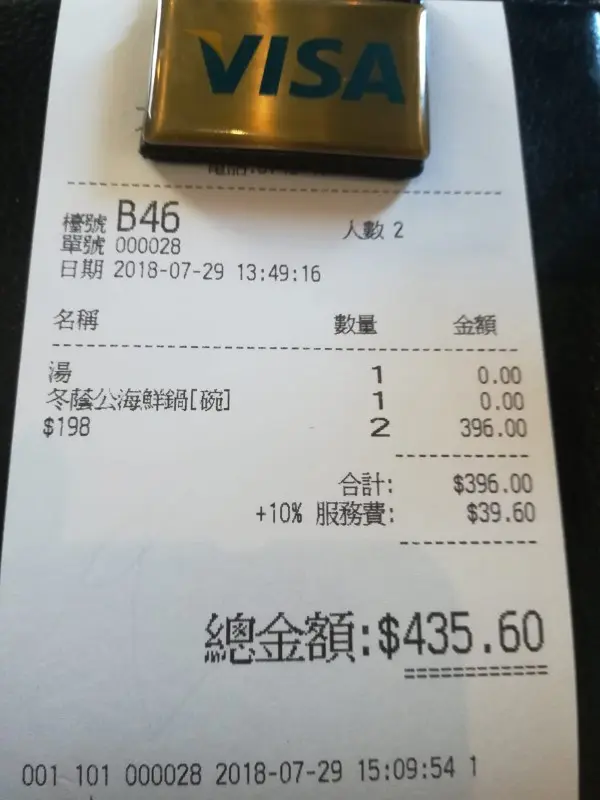 VISA
檯號 B46 人數 2
單號 000028
日期 2018-07-29 13:49:16
名稱 數量 金額
湯 1 0.00
冬蔭公海鮮鍋[碗] 1 0.00
$198 2 396.00
合計: $396.00
+10% 服務費: $39.60
總金額:$435.60
001 101 000028 2018-07-29 15:09:54 1